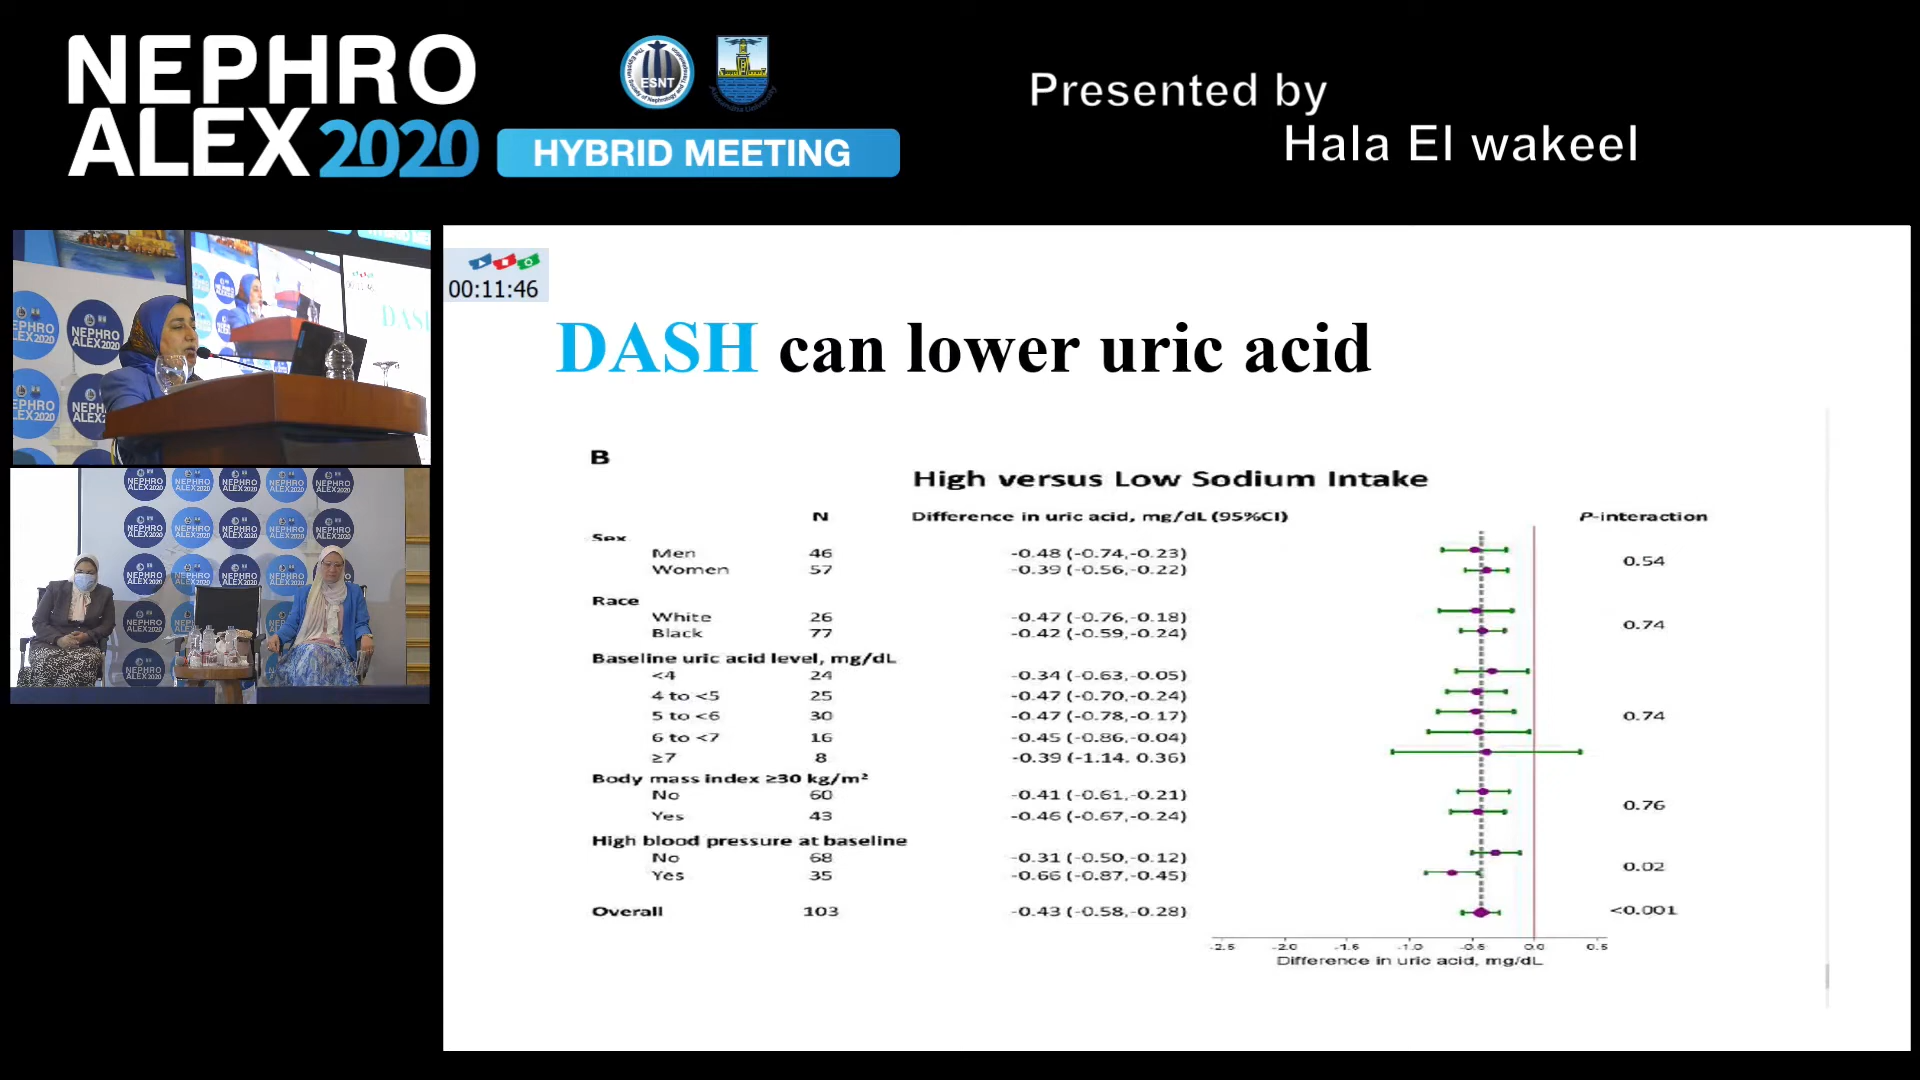 NEPHRO
ALEX 2020
ESNT
HYBRID MEETING
Presented by
Hala El wakeel
00:11:46
DASH can lower uric acid
B
High versus Low Sodium Intake
N Difference in uric acid, mg/dL (95%CI) P-interaction
Sex
Men 46 -0.48 (-0.74,-0.23)
Women 57 -0.39 (-0.56,-0.22)
0.54
Race
White 26 -0.47 (-0.76,-0.18)
Black 77 -0.42 (-0.59,-0.24)
0.74
Baseline uric acid level, mg/dL
<4 24 -0.34 (-0.63,-0.05)
4 to <5 25 -0.47 (-0.70,-0.24)
5 to <6 30 -0.47 (-0.78,-0.17)
0.74
6 to <7 16 -0.45 (-0.86,-0.04)
≥7 8 -0.39 (-1.14. 0.36)
Body mass index ≥30 kg/m²
No 60 -0.41 (-0.61,-0.21)
Yes 43 -0.46 (-0.67,-0.24)
0.76
High blood pressure at baseline
No 68 -0.31 (-0.50,-0.12)
Yes 35 -0.66 (-0.87,-0.45)
0.02
Overall 103 -0.43 (-0.58,-0.28) <0.001
-2.5 -2.0 -1.5 -1.0 -0.5 0.0 0.5
Difference in uric acid, mg/dL